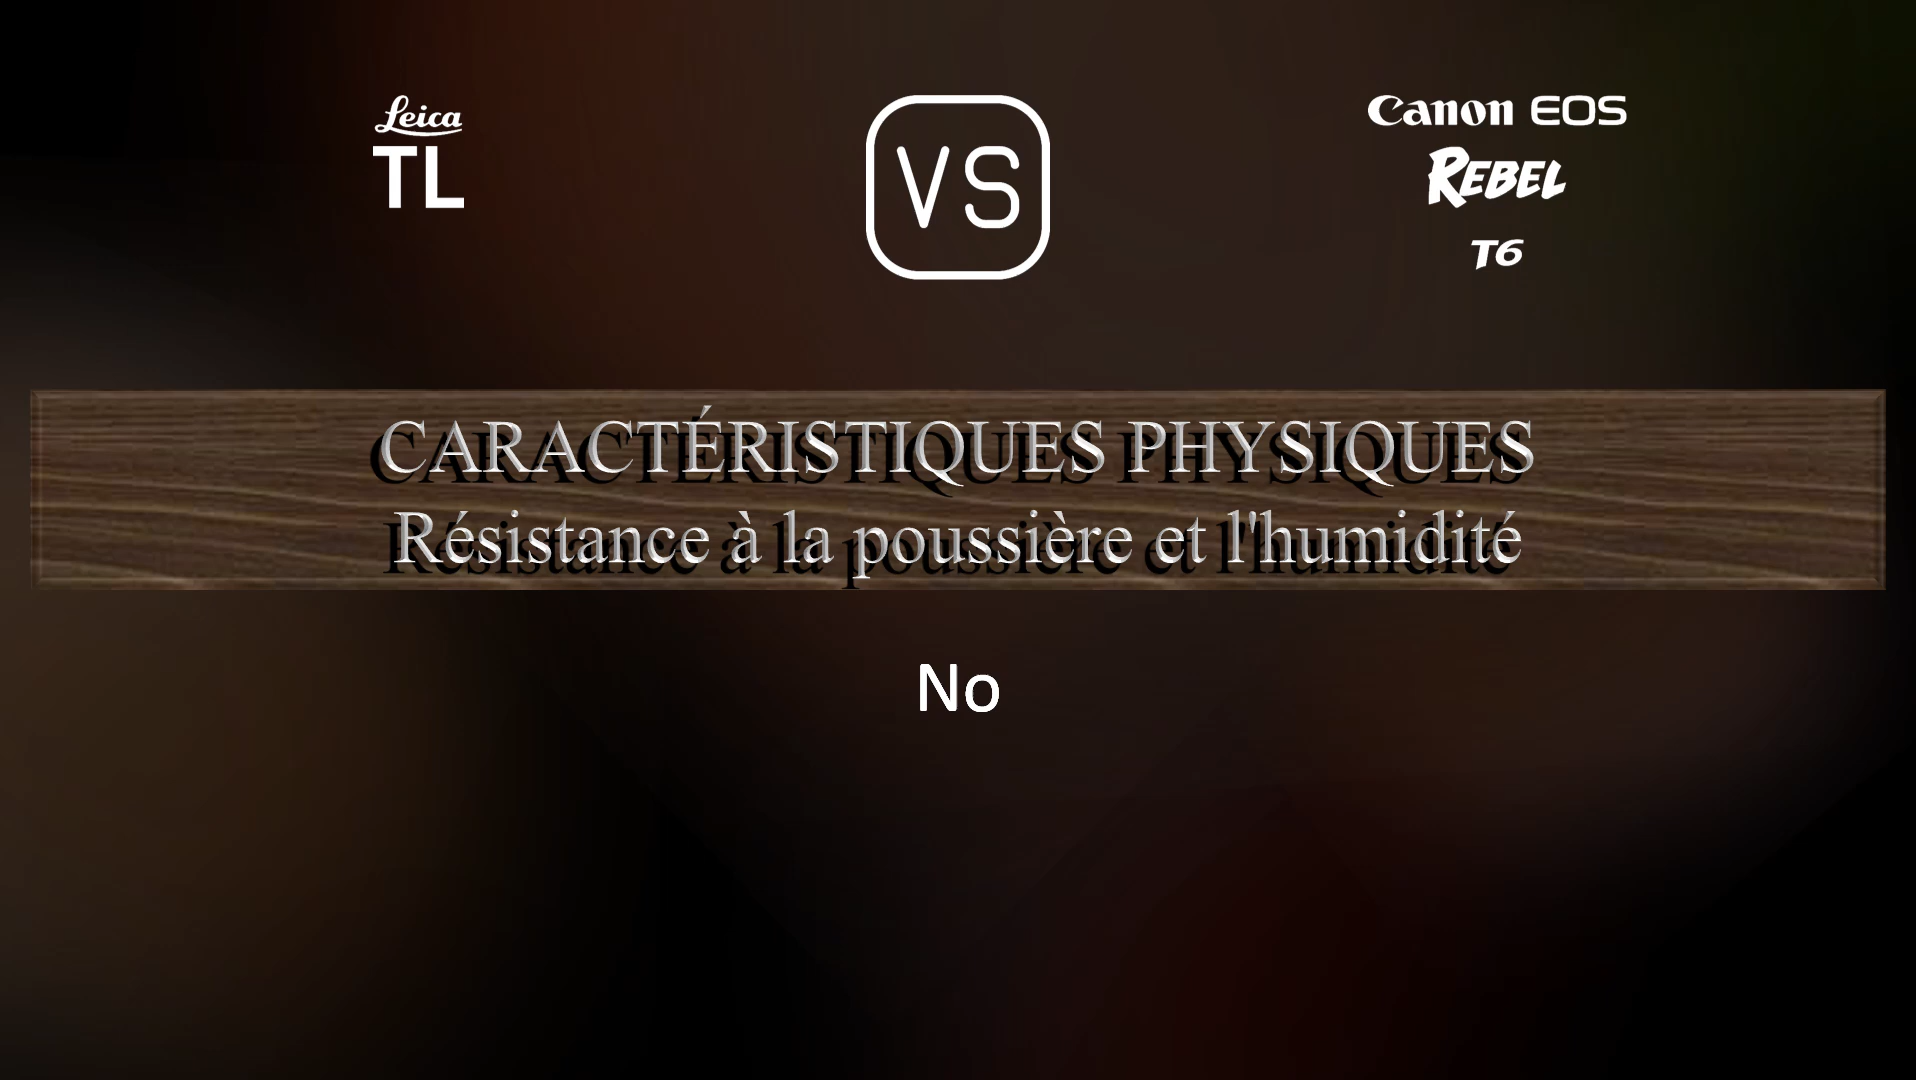 Leica
TL
VS
Canon EOS
REBEL
T6
CARACTÉRISTIQUES PHYSIQUES
Résistance à la poussière et l'humidité
No